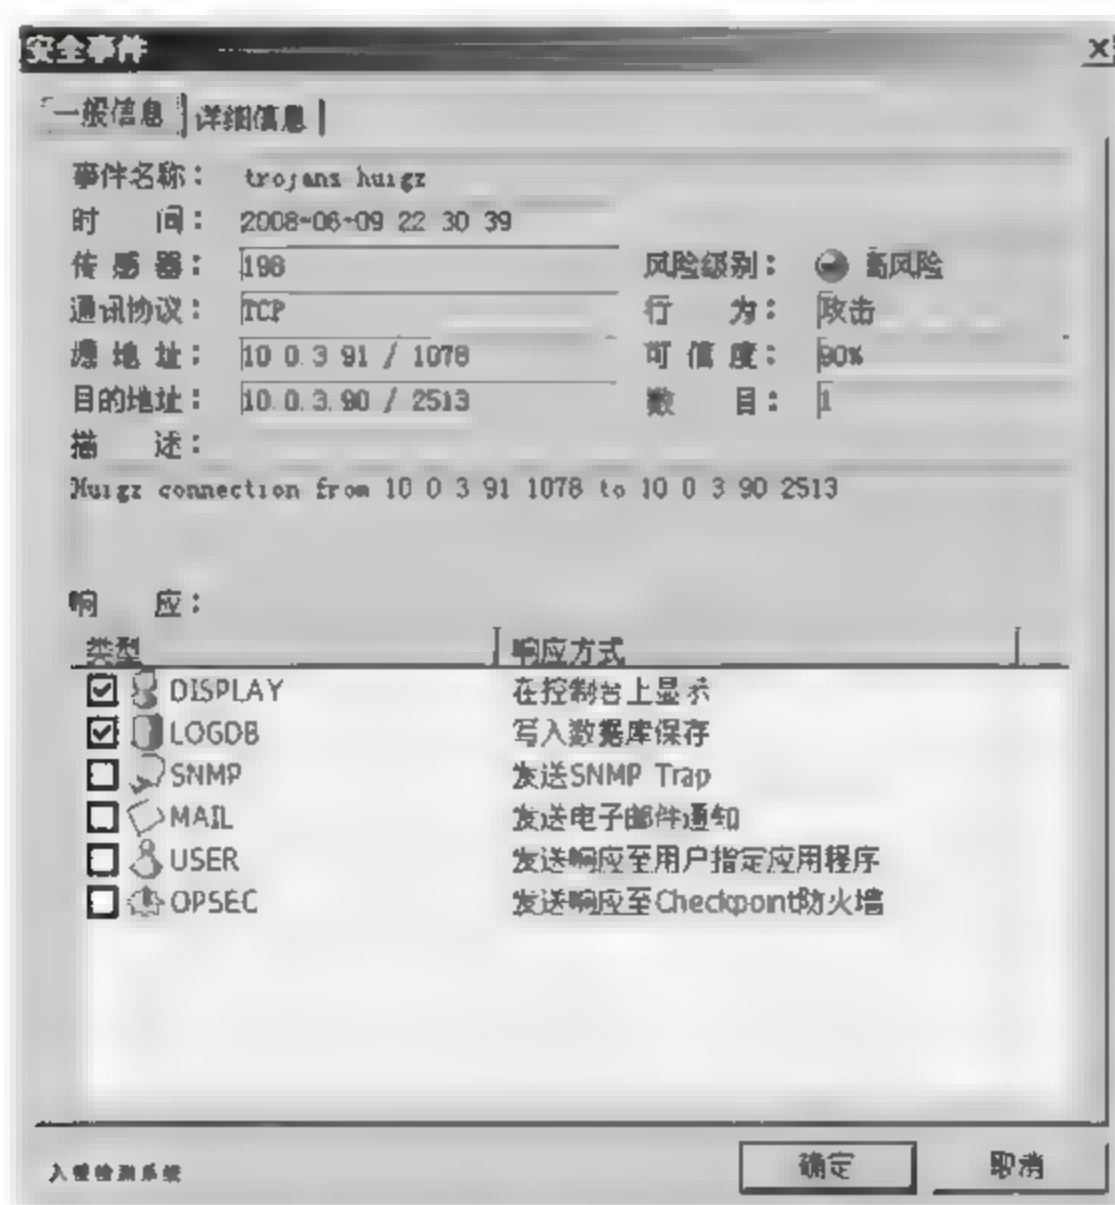 安全事件
一般信息 详细信息
事件名称： trojans huigz
时 间： 2008-06-09 22 30 39
传 感 器： 198 风险级别： 高风险
通讯协议： TCP 行 为： 攻击
源 地 址： 10 0.3 91 / 1078 可 信 度： 90%
目的地址： 10.0.3.90 / 2513 数 目： 1
描 述：
Huigz connection from 10 0 3 91 1078 to 10 0 3 90 2513
响 应：
类型 响应方式
DISPLAY 在控制台上显示
LOGDB 写入数据库保存
SNMP 发送SNMP Trap
MAIL 发送电子邮件通知
USER 发送响应至用户指定应用程序
OPSEC 发送响应至Checkpoint防火墙
入侵检测系统 确定 取消